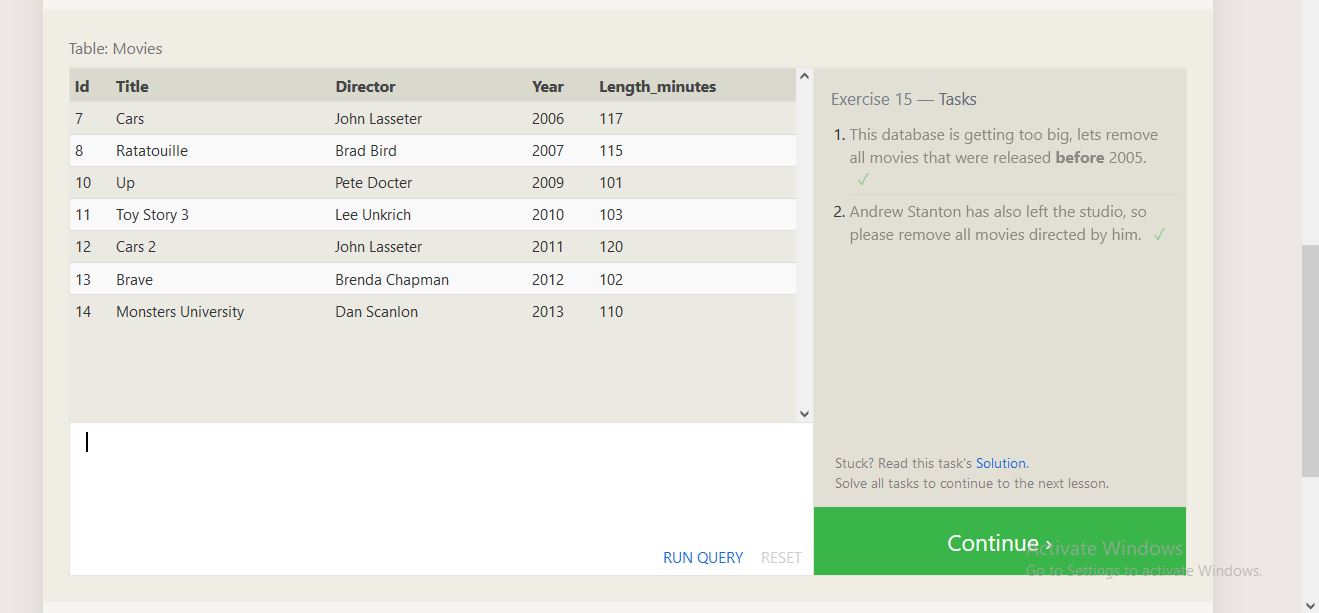 Table: Movies
Id Title Director Year Length_minutes
7 Cars John Lasseter 2006 117
8 Ratatouille Brad Bird 2007 115
10 Up Pete Docter 2009 101
11 Toy Story 3 Lee Unkrich 2010 103
12 Cars 2 John Lasseter 2011 120
13 Brave Brenda Chapman 2012 102
14 Monsters University Dan Scanlon 2013 110
RUN QUERY RESET
Exercise 15 — Tasks
1. This database is getting too big, lets remove
all movies that were released before 2005.
✓
2. Andrew Stanton has also left the studio, so
please remove all movies directed by him. ✓
Stuck? Read this task's Solution.
Solve all tasks to continue to the next lesson.
Continue ›
Activate Windows
Go to Settings to activate Windows.